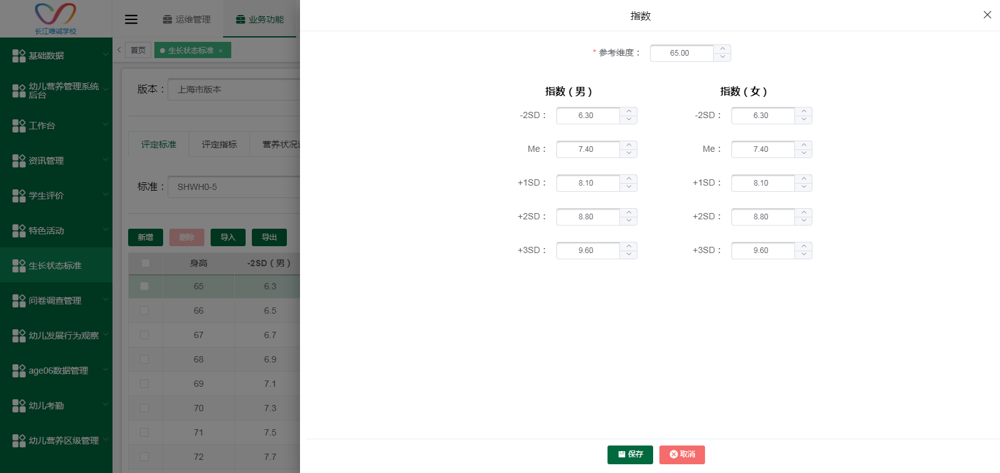 长江唯诚学校
运维管理
业务功能
首页
生长状态标准 ×
基础数据
幼儿营养管理系统
后台
工作台
资讯管理
学生评价
特色活动
生长状态标准
问卷调查管理
幼儿发展行为观察
age06数据管理
幼儿考勤
幼儿营养区级管理
版本：
上海市版本
评定标准
评定指标
营养状况
标准：
SHWH0-5
新增
删除
导入
导出
身高 -2SD（男）
65 6.3
66 6.5
67 6.7
68 6.9
69 7.1
70 7.3
71 7.5
72 7.7
指数
* 参考维度： 65.00
指数（男） 指数（女）
-2SD： 6.30 -2SD： 6.30
Me： 7.40 Me： 7.40
+1SD： 8.10 +1SD： 8.10
+2SD： 8.80 +2SD： 8.80
+3SD： 9.60 +3SD： 9.60
保存
取消